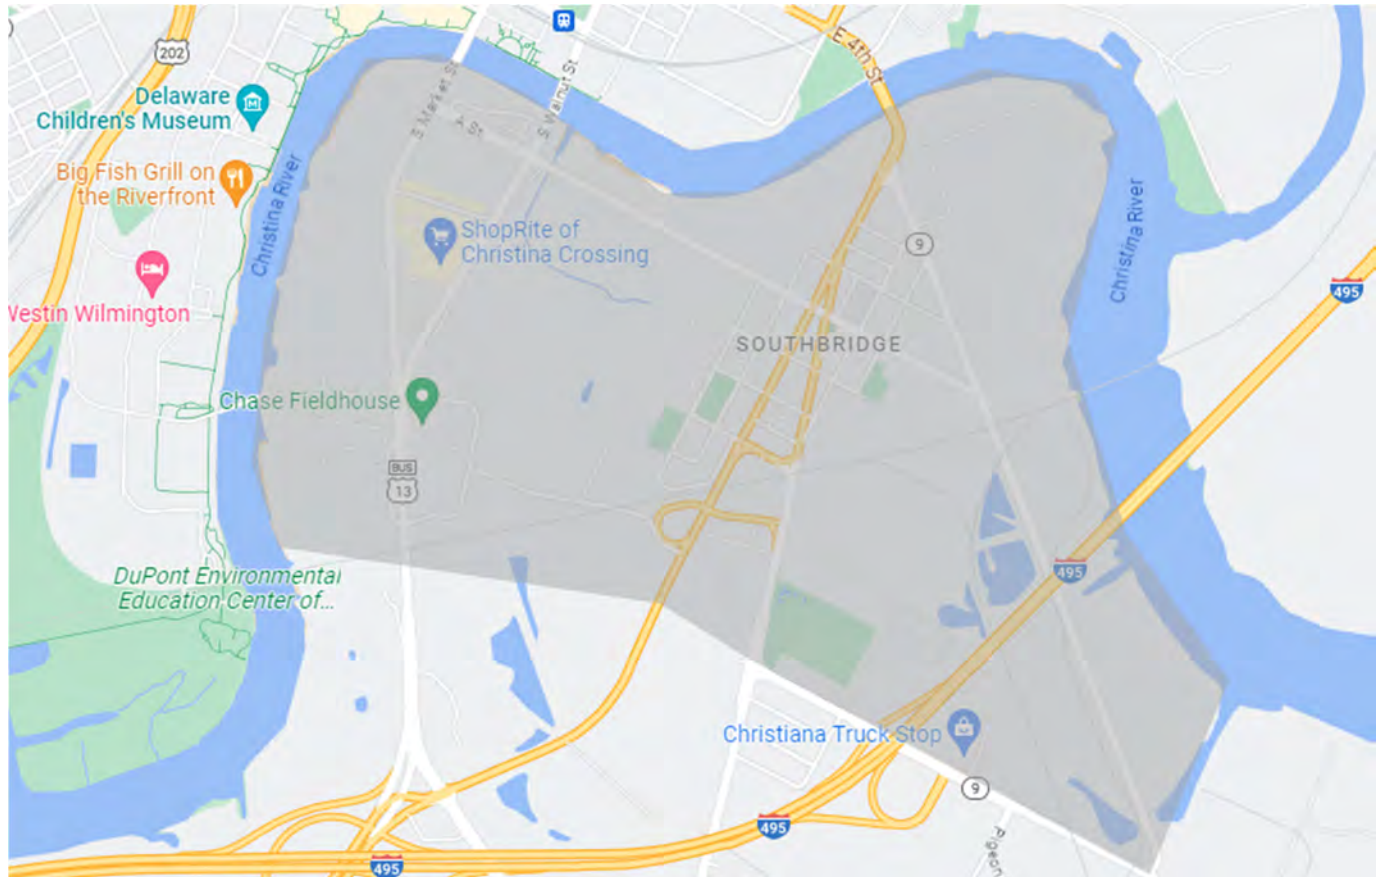 202
E 4th St
Delaware
Children's Museum
S Market St
A St
S Walnut St
Big Fish Grill on
the Riverfront
Christina River
Christina River
ShopRite of
Christina Crossing
9
495
Westin Wilmington
SOUTHBRIDGE
Chase Fieldhouse
BUS
13
495
DuPont Environmental
Education Center of...
Christiana Truck Stop
9
495
495
Pigeon